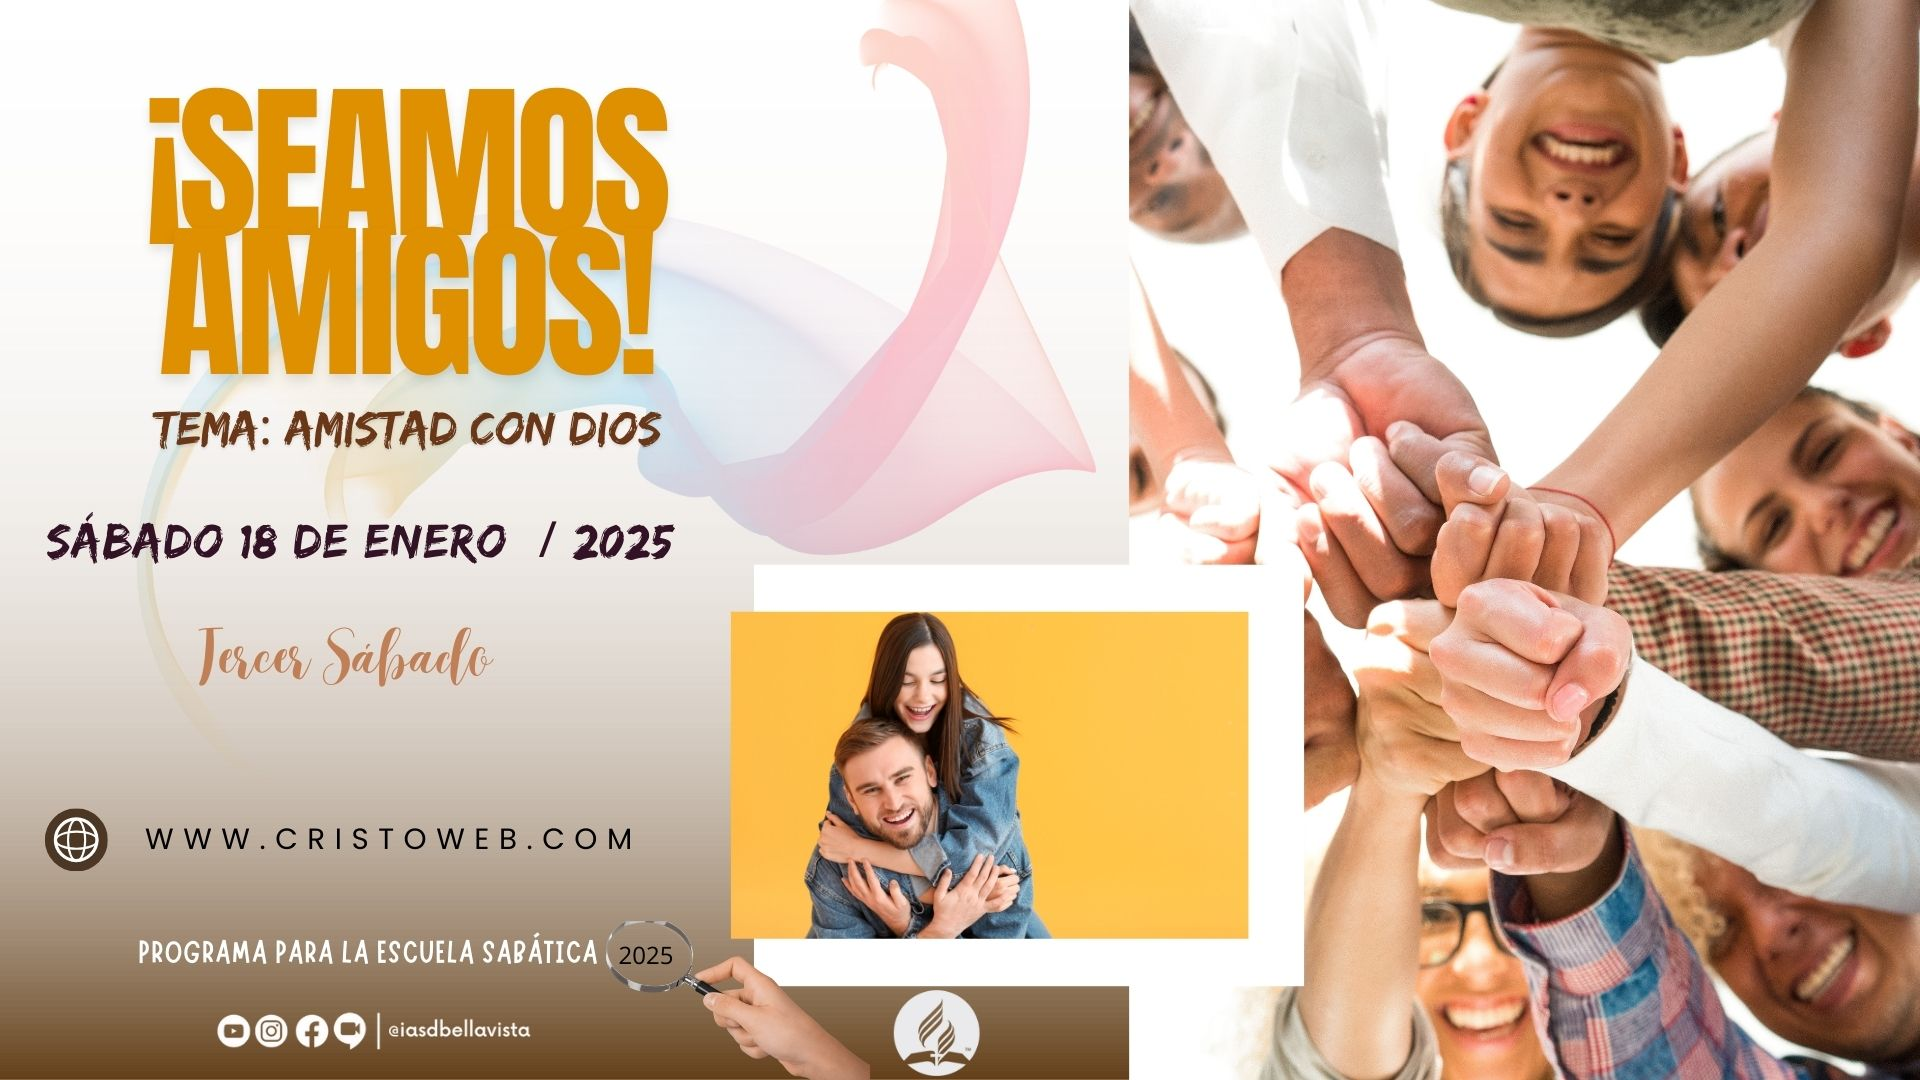 ¡SEAMOS
AMIGOS!
TEMA: AMISTAD CON DIOS
SÁBADO 18 DE ENERO / 2025
Tercer Sábado
WWW.CRISTOWEB.COM
PROGRAMA PARA LA ESCUELA SABÁTICA 2025
@iasdbellavista